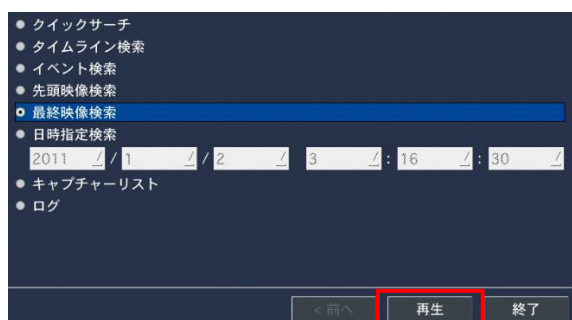 クイックサーチ
タイムライン検索
イベント検索
先頭映像検索
最終映像検索
日時指定検索
2011 / 1 / 2 3 : 16 : 30
キャプチャーリスト
ログ
<前へ 再生 終了